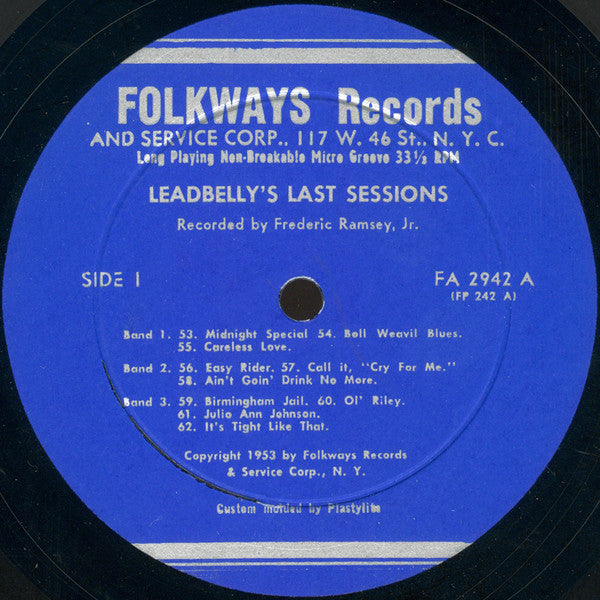 FOLKWAYS Records
AND SERVICE CORP., 117 W. 46 St., N. Y. C.
Long Playing Non-Breakable Micro Groove 33 1/3 RPM
LEADBELLY'S LAST SESSIONS
Recorded by Frederic Ramsey, Jr.
SIDE I
FA 2942 A
(FP 242 A)
Band 1. 53. Midnight Special 54. Boll Weavil Blues.
55. Careless Love.
Band 2. 56. Easy Rider. 57. Call it, "Cry For Me."
58. Ain't Goin' Drink No More.
Band 3. 59. Birmingham Jail. 60. Ol' Riley.
61. Julie Ann Johnson.
62. It's Tight Like That.
Copyright 1953 by Folkways Records
& Service Corp., N. Y.
Custom molded by Plastylite